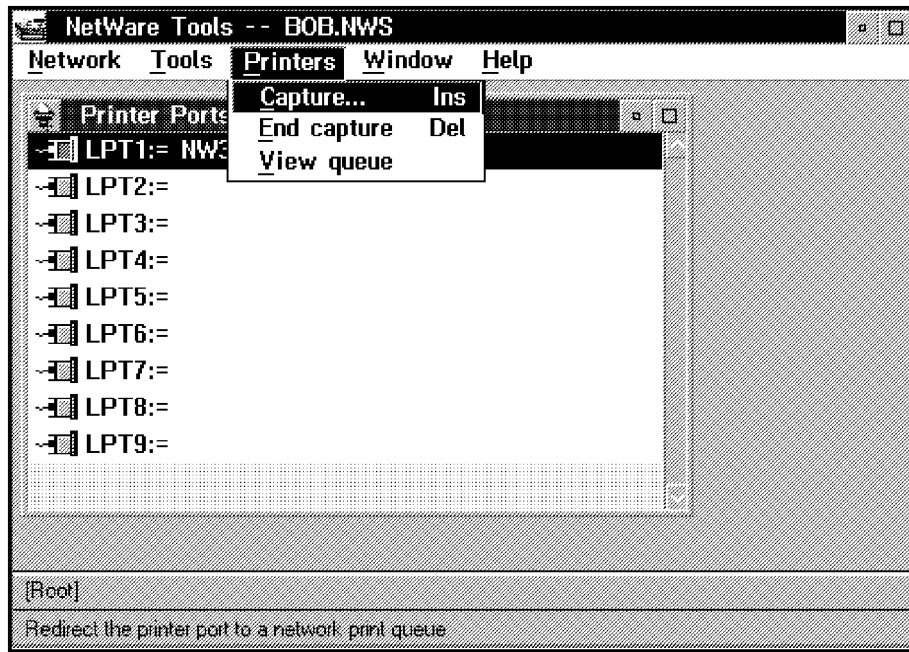 NetWare Tools -- BOB.NWS
Network Tools Printers Window Help
Capture... Ins
End capture Del
View queue
Printer Ports
LPT1:= NW3
LPT2:=
LPT3:=
LPT4:=
LPT5:=
LPT6:=
LPT7:=
LPT8:=
LPT9:=
[Root]
Redirect the printer port to a network print queue